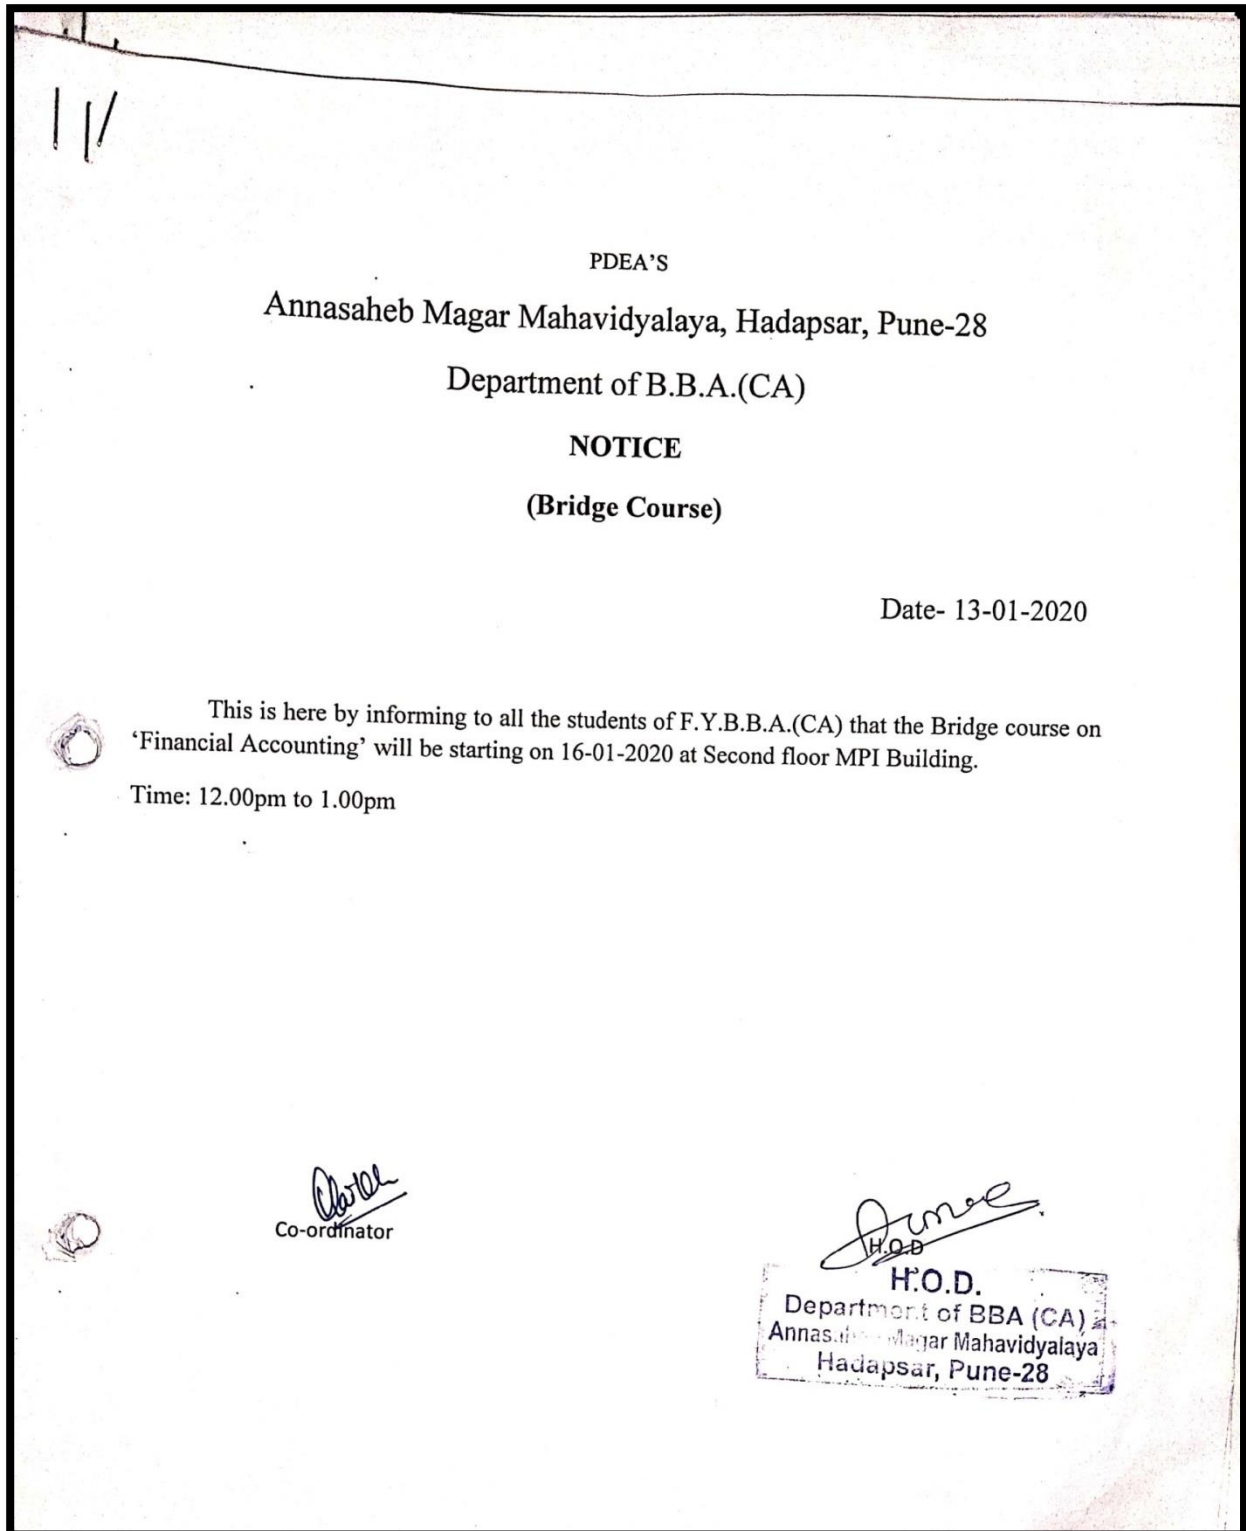 PDEA'S
Annasaheb Magar Mahavidyalaya, Hadapsar, Pune-28
Department of B.B.A.(CA)
NOTICE
(Bridge Course)
Date- 13-01-2020
This is here by informing to all the students of F.Y.B.B.A.(CA) that the Bridge course on
‘Financial Accounting’ will be starting on 16-01-2020 at Second floor MPI Building.
Time: 12.00pm to 1.00pm
Co-ordinator
H.O.D
H.O.D.
Department of BBA (CA)
Magar Mahavidyalaya
Hadapsar, Pune-28